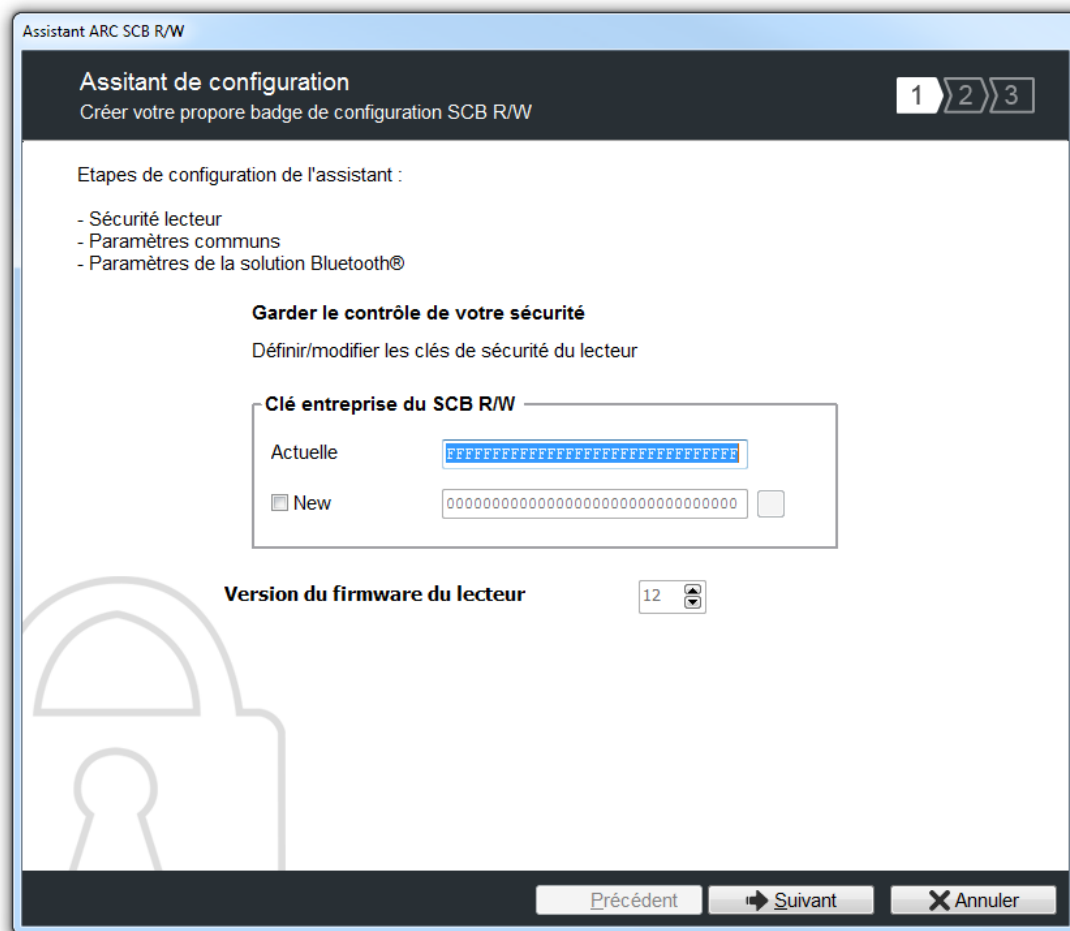 Assistant ARC SCB R/W
Assitant de configuration
Créer votre propore badge de configuration SCB R/W
1 2 3
Etapes de configuration de l'assistant :
- Sécurité lecteur
- Paramètres communs
- Paramètres de la solution Bluetooth®
Garder le contrôle de votre sécurité
Définir/modifier les clés de sécurité du lecteur
Clé entreprise du SCB R/W
Actuelle FFFFFFFFFFFFFFFFFFFFFFFFFFFFFFFF
New 00000000000000000000000000000000
Version du firmware du lecteur 12
Précédent Suivant Annuler